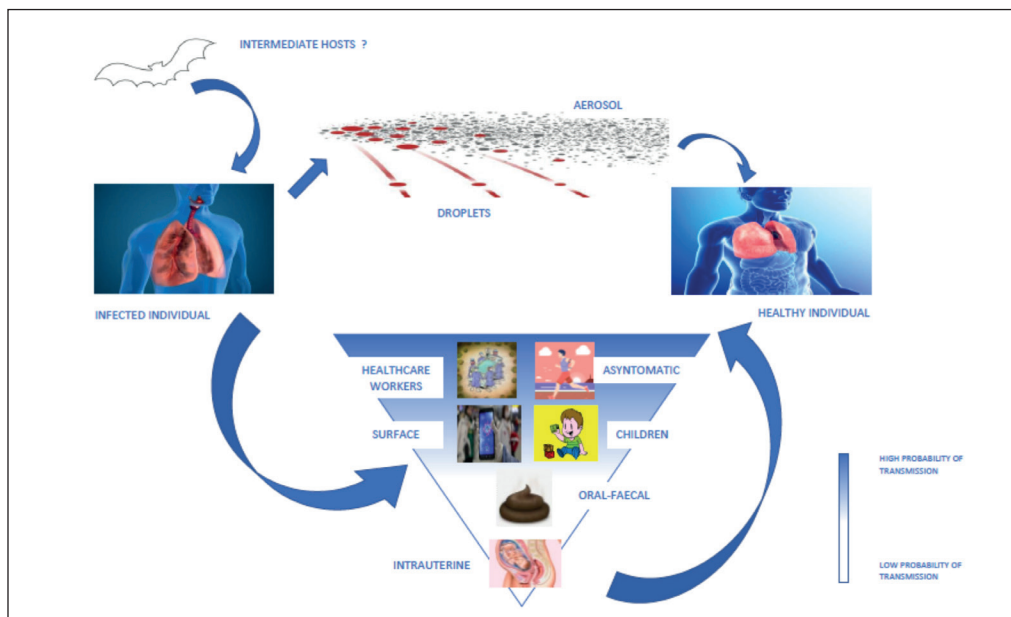 INTERMEDIATE HOSTS ?
AEROSOL
DROPLETS
INFECTED INDIVIDUAL
HEALTHY INDIVIDUAL
HEALTHCARE
WORKERS
ASYNTOMATIC
SURFACE
CHILDREN
ORAL-FAECAL
INTRAUTERINE
HIGH PROBABILITY OF
TRANSMISSION
LOW PROBABILITY OF
TRANSMISSION